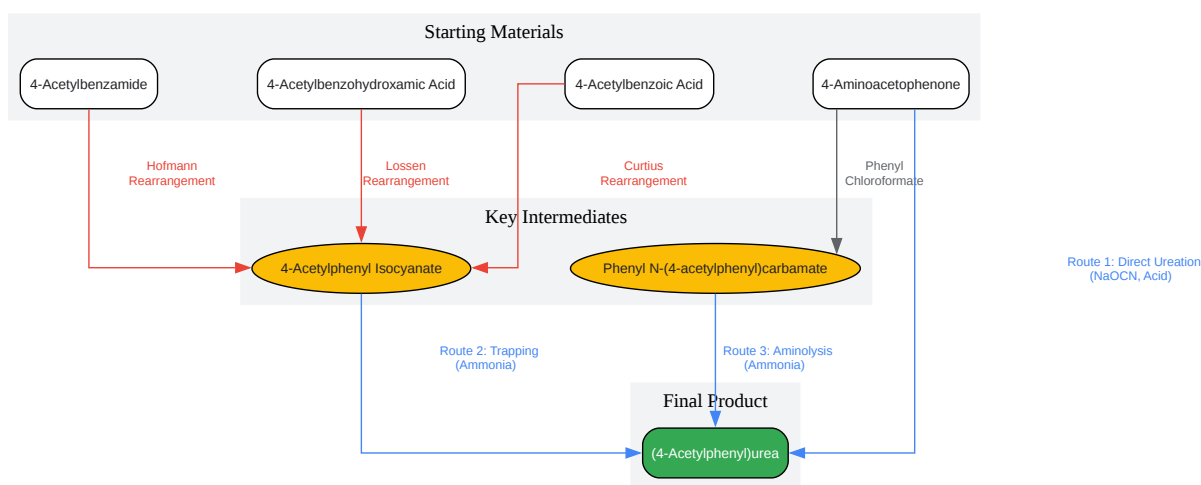 Starting Materials
4-Acetylbenzamide
4-Acetylbenzohydroxamic Acid
4-Acetylbenzoic Acid
4-Aminoacetophenone
Hofmann
Rearrangement
Lossen
Rearrangement
Curtius
Rearrangement
Phenyl
Chloroformate
Key Intermediates
4-Acetylphenyl Isocyanate
Phenyl N-(4-acetylphenyl)carbamate
Route 1: Direct Ureation
(NaOCN, Acid)
Route 2: Trapping
(Ammonia)
Route 3: Aminolysis
(Ammonia)
Final Product
(4-Acetylphenyl)urea